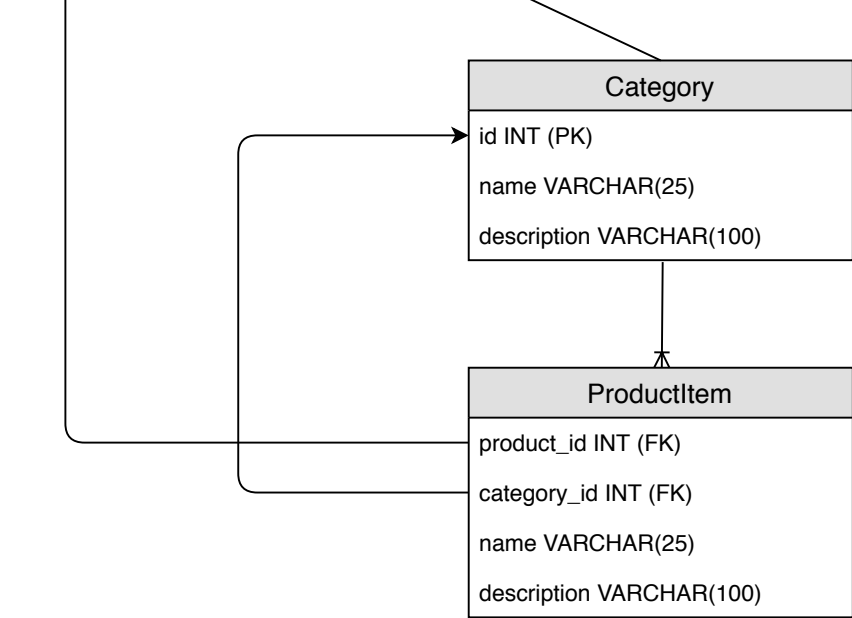 Category
id INT (PK)
name VARCHAR(25)
description VARCHAR(100)
ProductItem
product_id INT (FK)
category_id INT (FK)
name VARCHAR(25)
description VARCHAR(100)